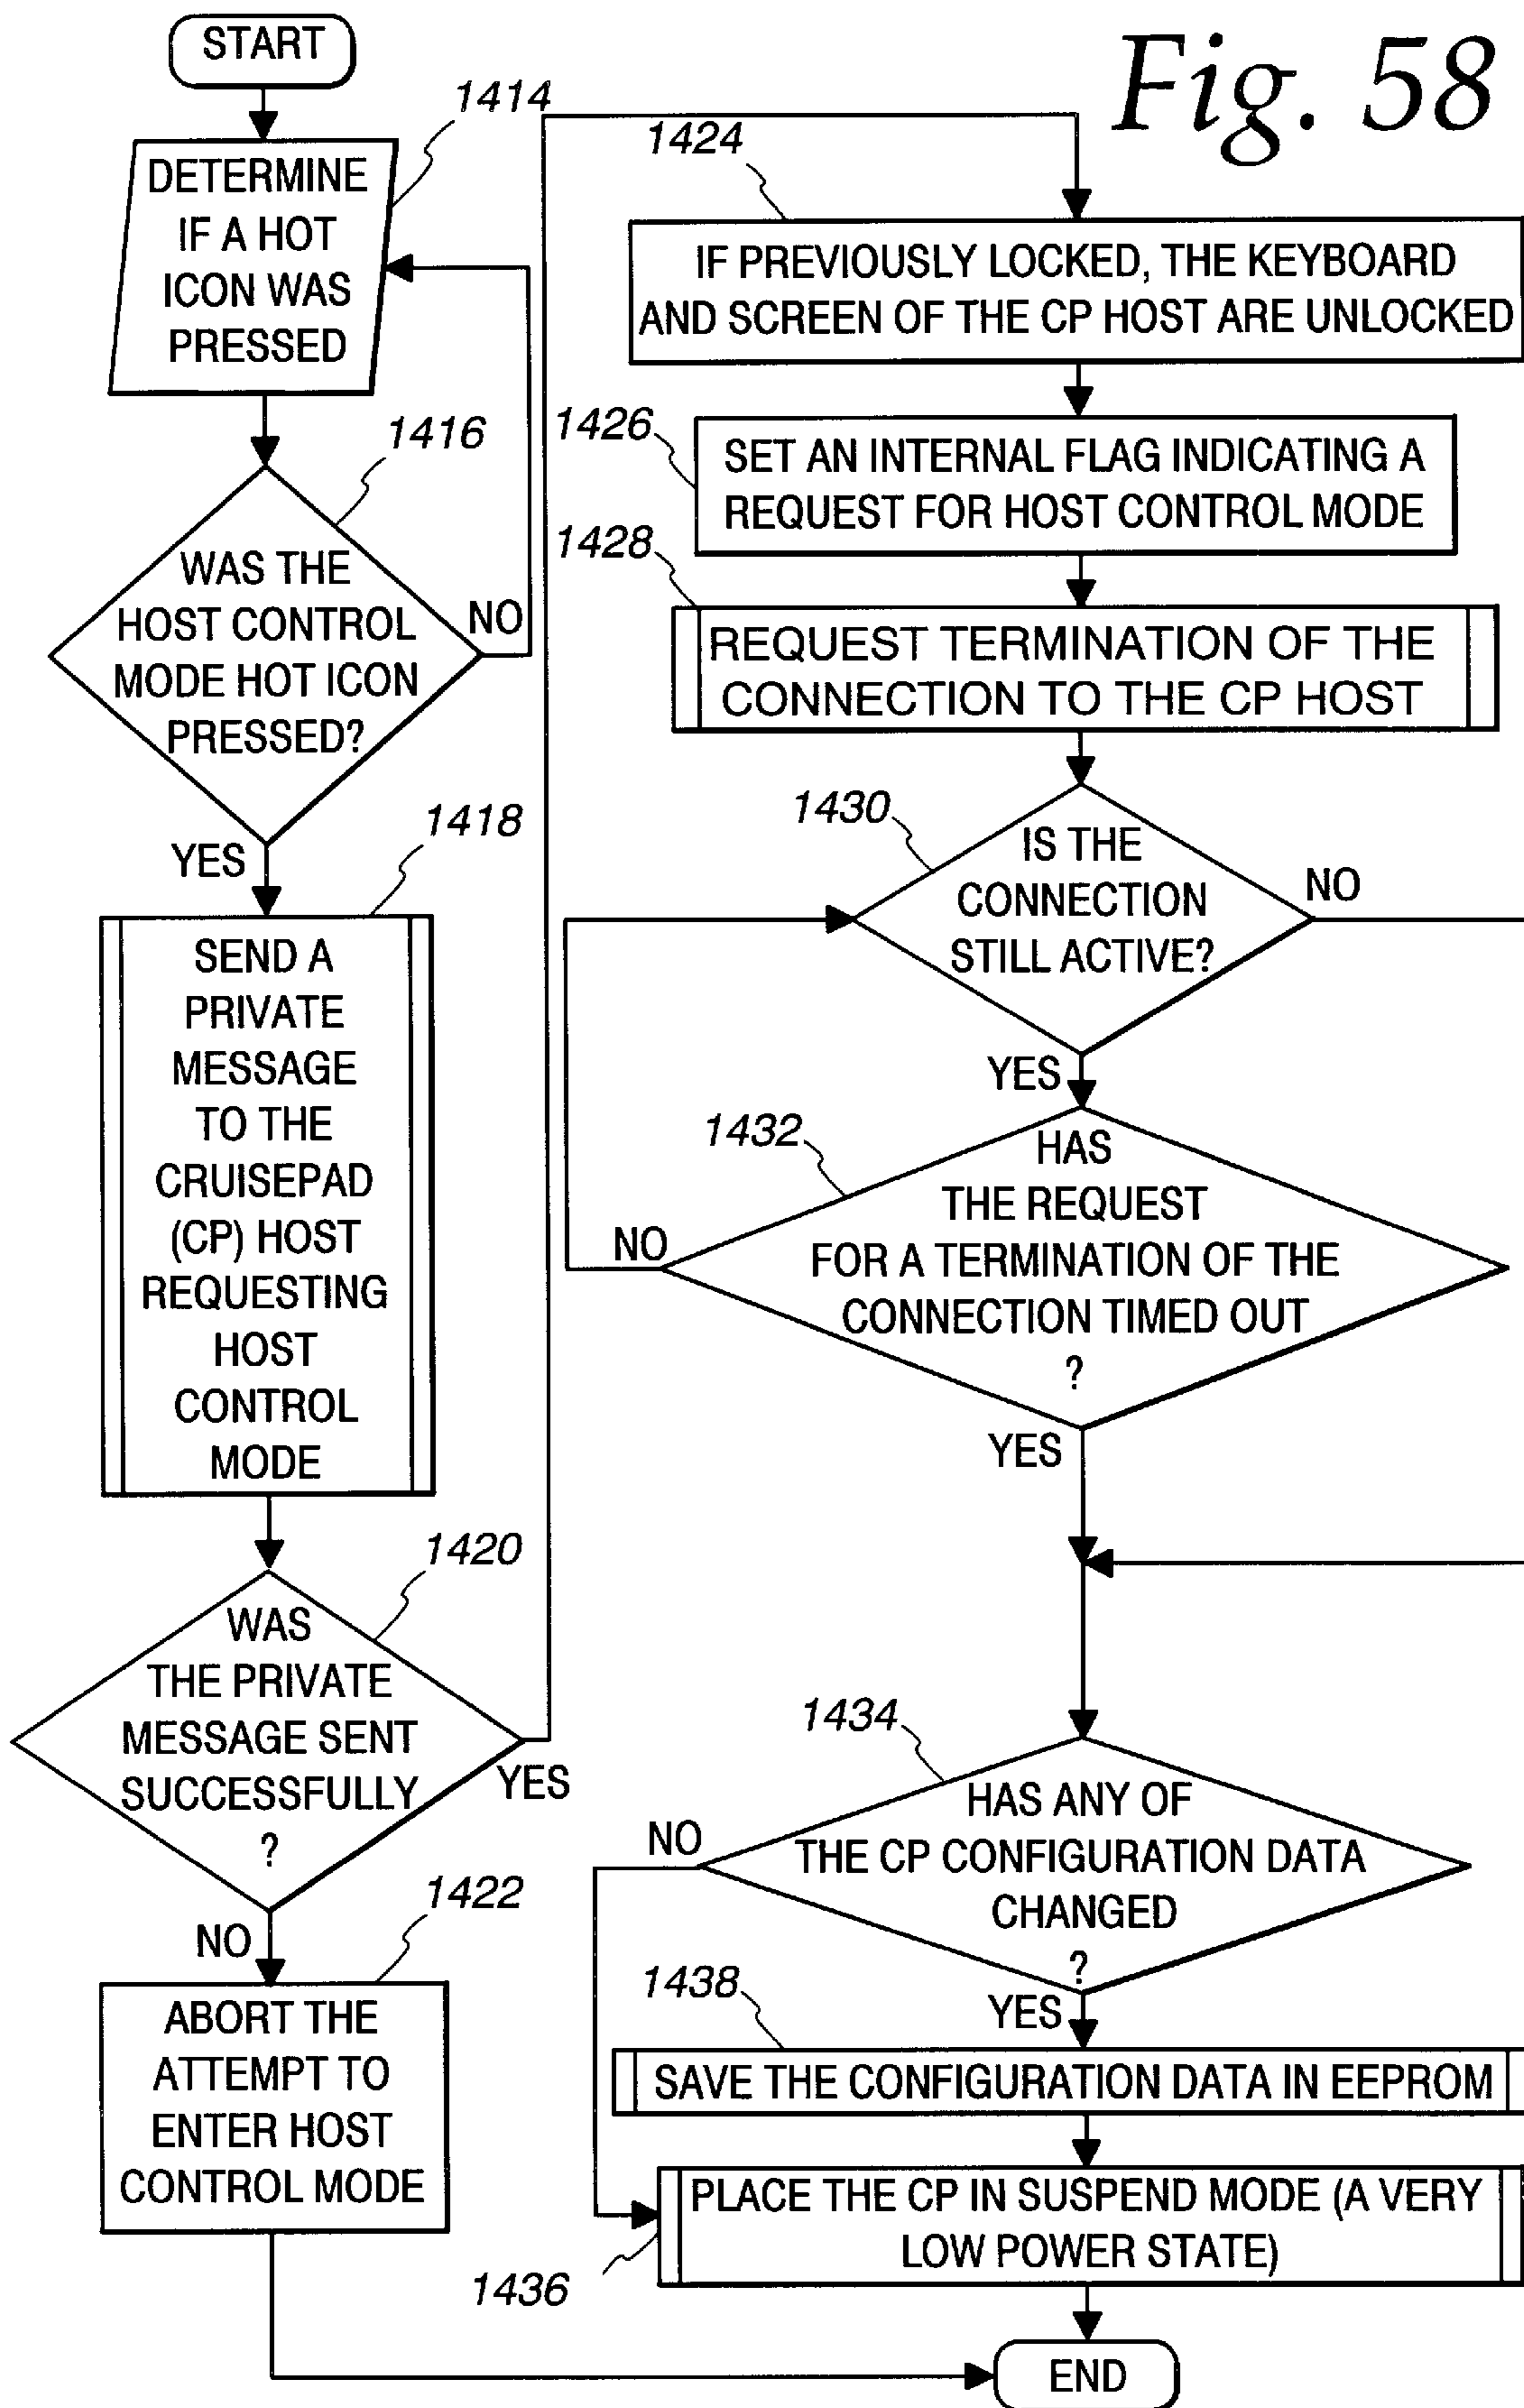 Fig. 58
START
1414
DETERMINE
IF A HOT
ICON WAS
PRESSED
1416
WAS THE
HOST CONTROL
MODE HOT ICON
PRESSED?
NO
YES
1418
SEND A
PRIVATE
MESSAGE
TO THE
CRUISEPAD
(CP) HOST
REQUESTING
HOST
CONTROL
MODE
1420
WAS
THE PRIVATE
MESSAGE SENT
SUCCESSFULLY
?
YES
NO
1422
ABORT THE
ATTEMPT TO
ENTER HOST
CONTROL MODE
1424
IF PREVIOUSLY LOCKED, THE KEYBOARD
AND SCREEN OF THE CP HOST ARE UNLOCKED
1426
SET AN INTERNAL FLAG INDICATING A
REQUEST FOR HOST CONTROL MODE
1428
REQUEST TERMINATION OF THE
CONNECTION TO THE CP HOST
1430
IS THE
CONNECTION
STILL ACTIVE?
NO
YES
1432
HAS
THE REQUEST
FOR A TERMINATION OF THE
CONNECTION TIMED OUT
?
NO
YES
1434
HAS ANY OF
THE CP CONFIGURATION DATA
CHANGED
?
NO
YES
1438
SAVE THE CONFIGURATION DATA IN EEPROM
PLACE THE CP IN SUSPEND MODE (A VERY
LOW POWER STATE)
1436
END